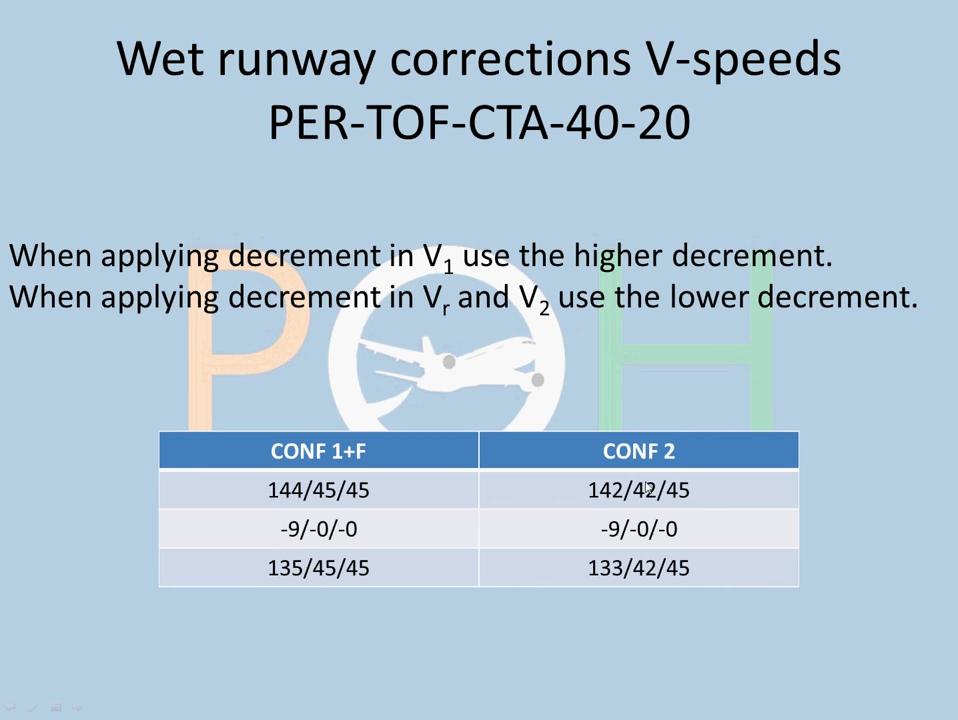 Wet runway corrections V-speeds
PER-TOF-CTA-40-20
When applying decrement in V1 use the higher decrement.
When applying decrement in Vr and V2 use the lower decrement.
POH
CONF 1+F CONF 2
144/45/45 142/42/45
-9/-0/-0 -9/-0/-0
135/45/45 133/42/45